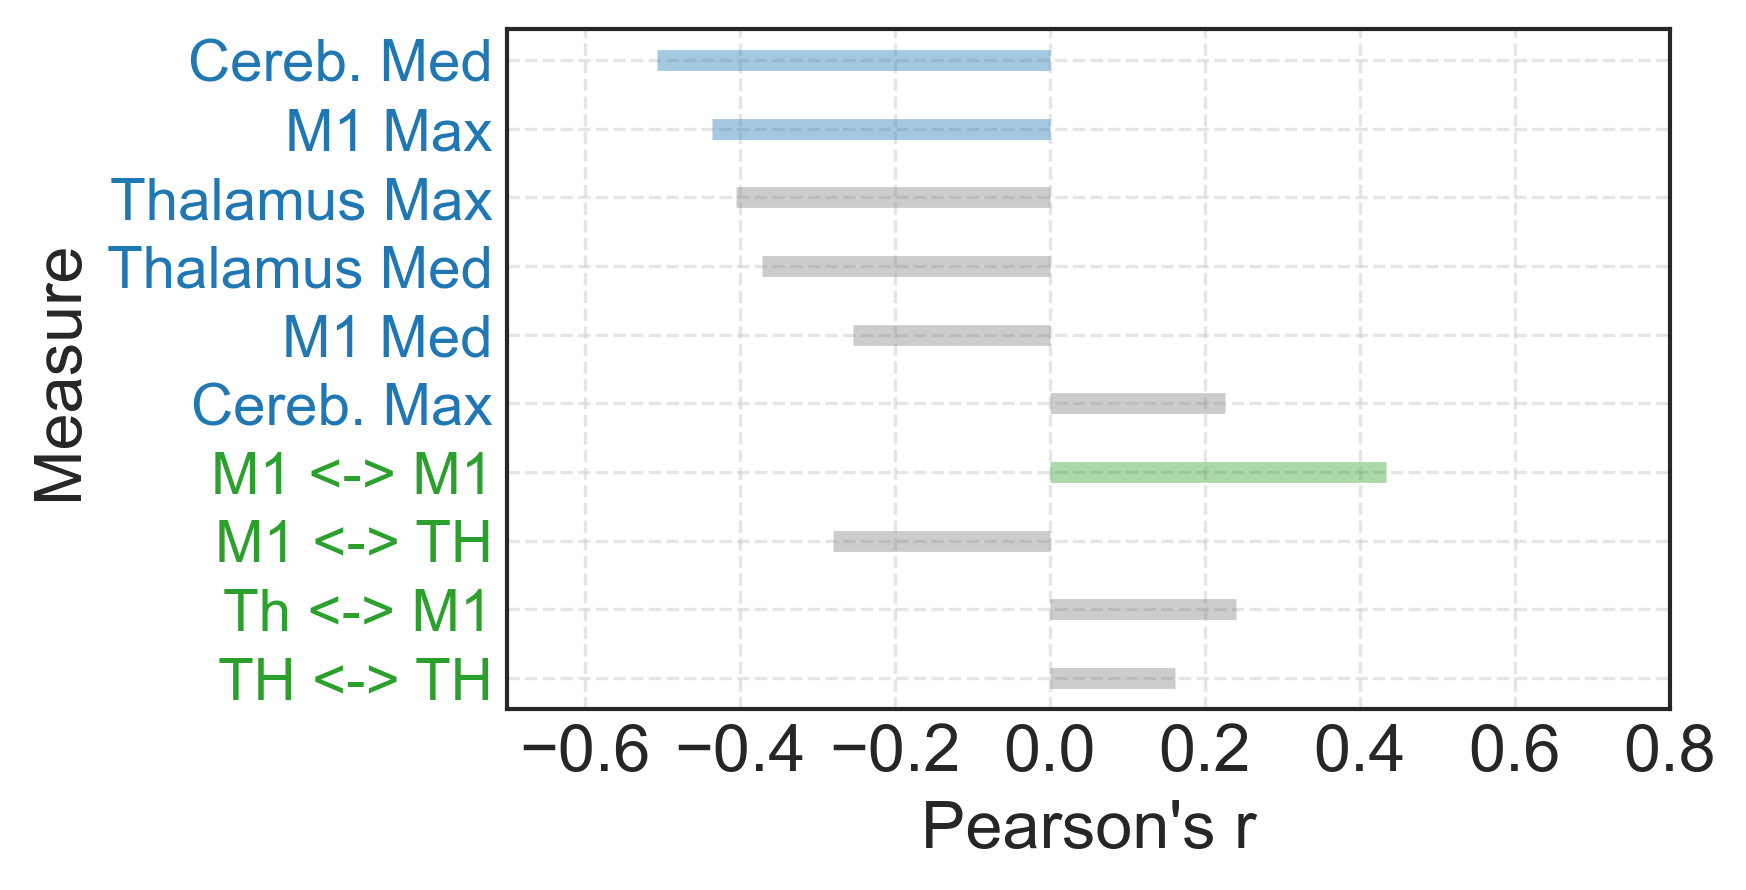 Cereb. Med
M1 Max
Thalamus Max
Thalamus Med
M1 Med
Cereb. Max
M1 <-> M1
M1 <-> TH
Th <-> M1
TH <-> TH
Measure
−0.6 −0.4 −0.2 0.0 0.2 0.4 0.6 0.8
Pearson's r